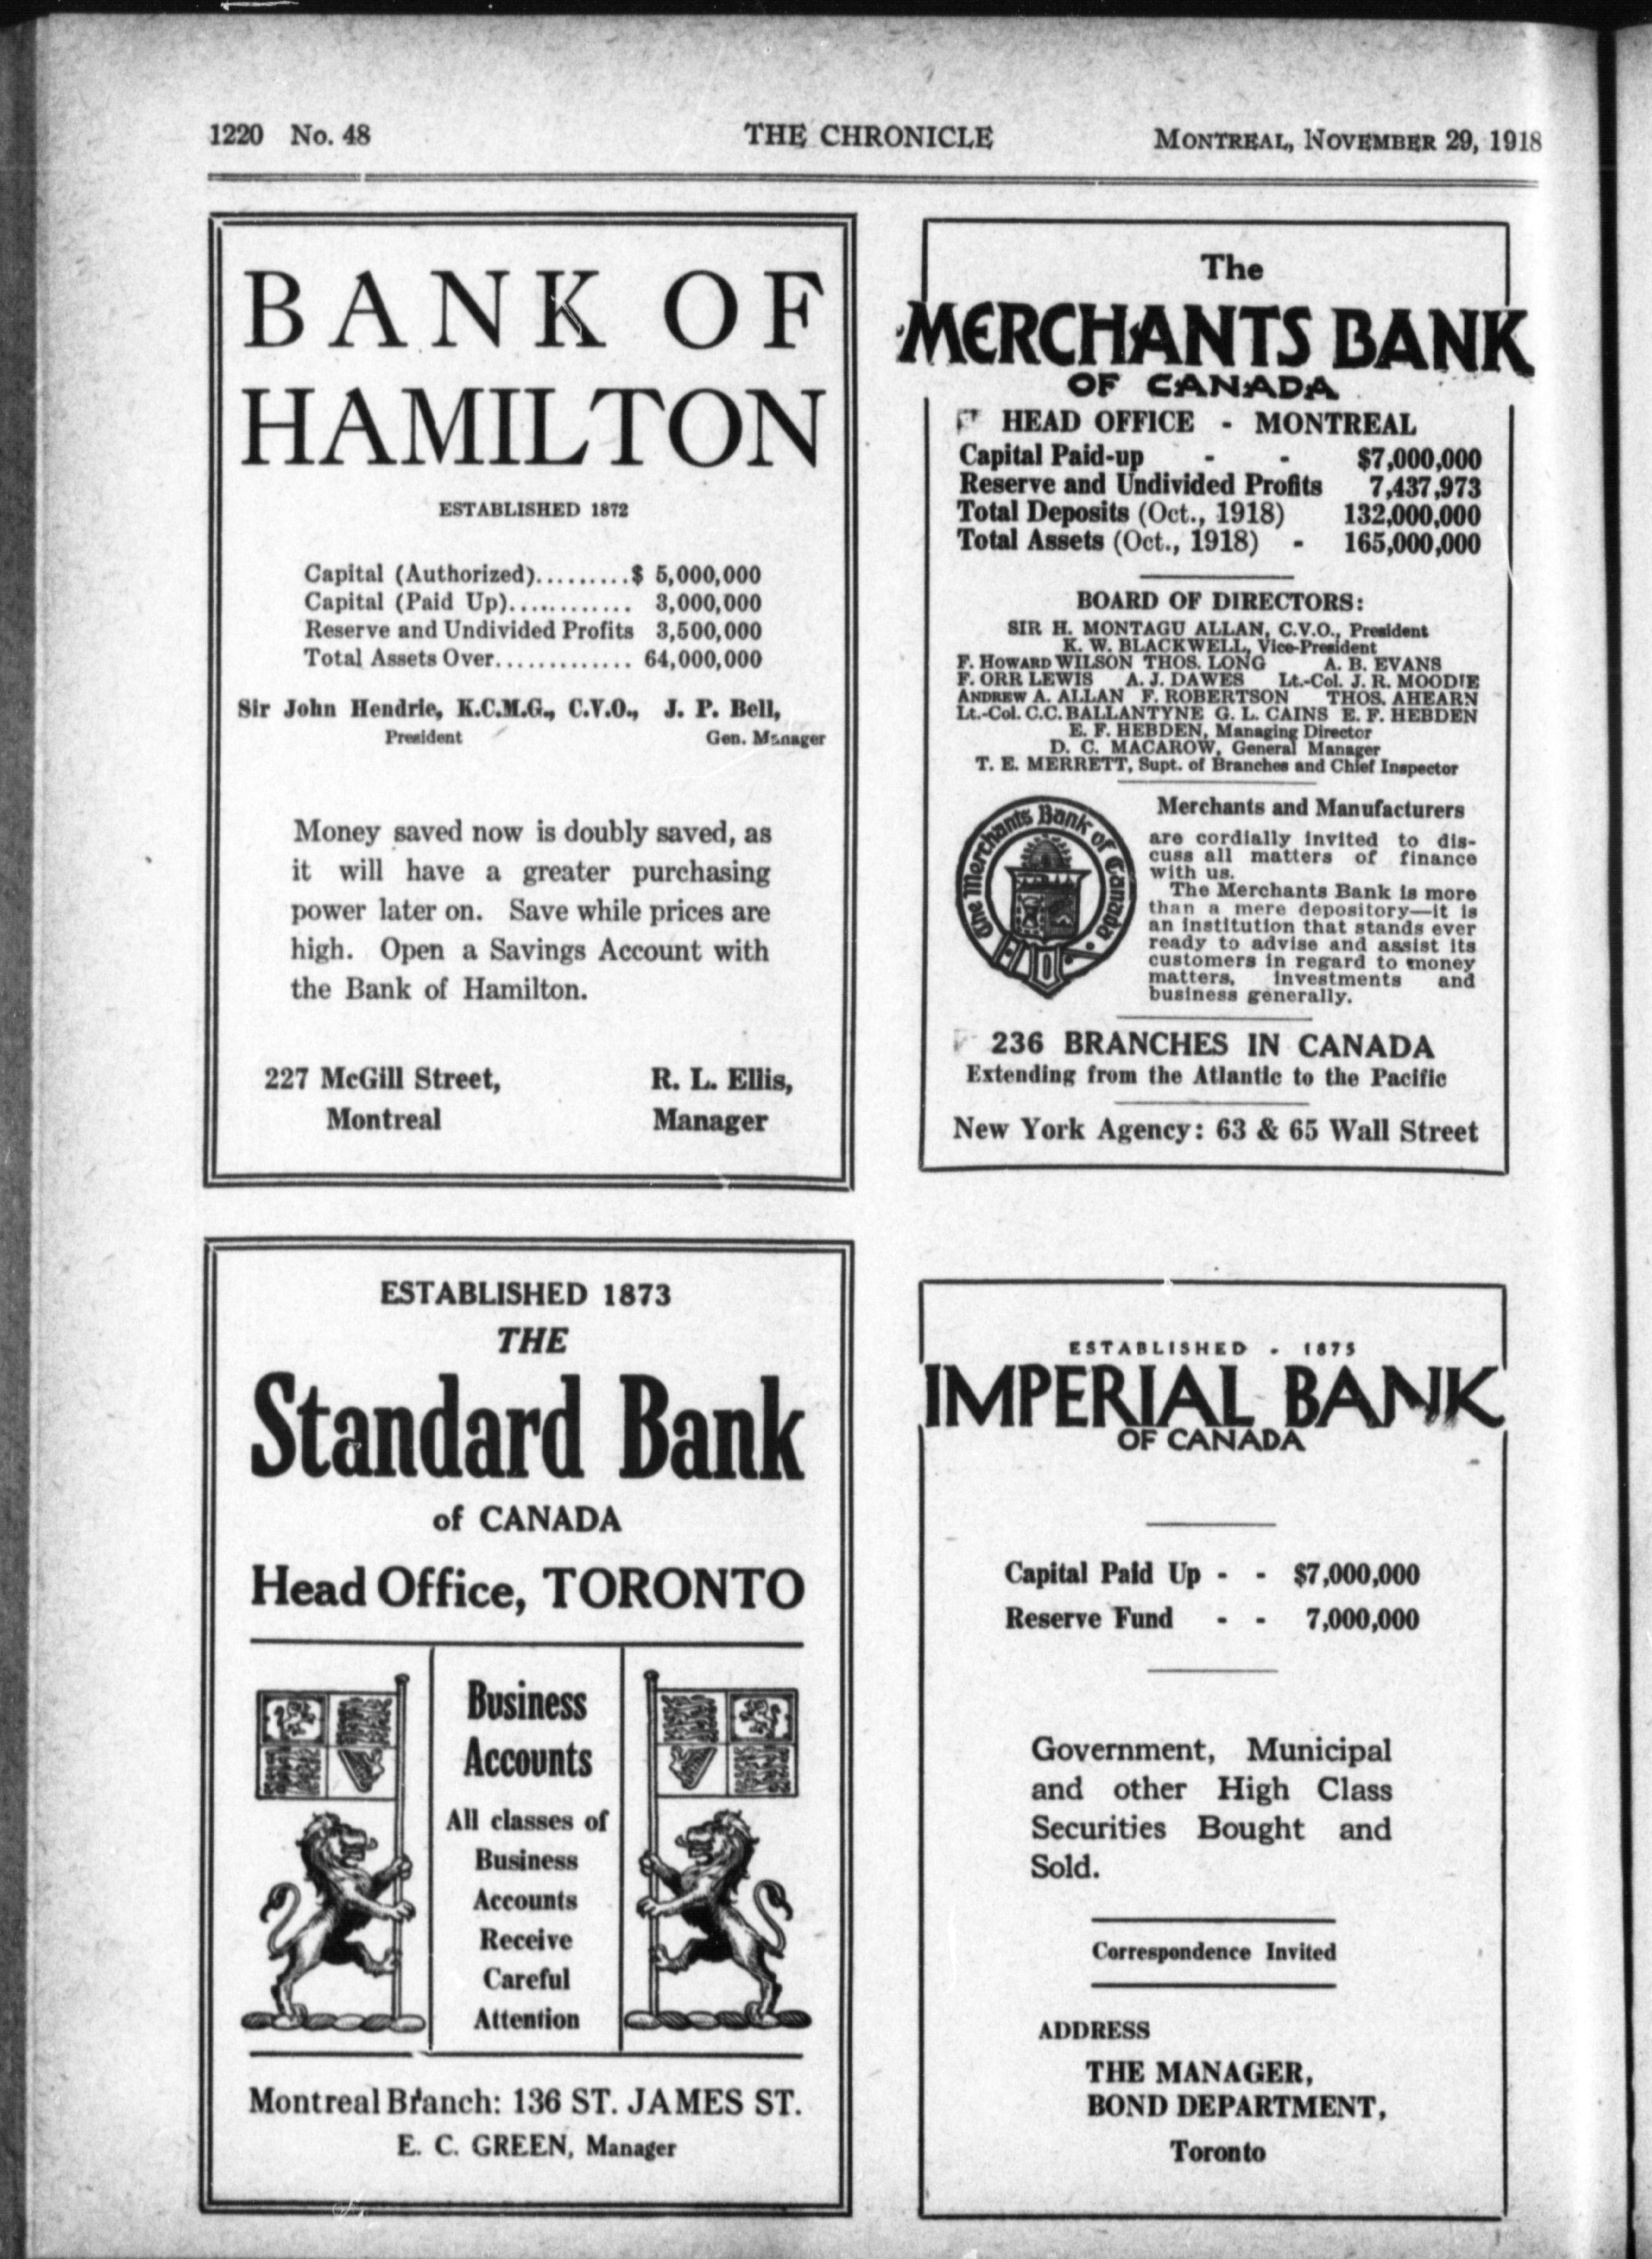 1220 No. 48 THE CHRONICLE MONTREAL, NOVEMBER 29, 1918
BANK OF
HAMILTON
ESTABLISHED 1872
Capital (Authorized).........$ 5,000,000
Capital (Paid Up)............ 3,000,000
Reserve and Undivided Profits 3,500,000
Total Assets Over............. 64,000,000
Sir John Hendrie, K.C.M.G., C.V.O., J. P. Bell,
President Gen. Manager
Money saved now is doubly saved, as
it will have a greater purchasing
power later on. Save while prices are
high. Open a Savings Account with
the Bank of Hamilton.
227 McGill Street, R. L. Ellis,
Montreal Manager
The
MERCHANTS BANK
OF CANADA
HEAD OFFICE - MONTREAL
Capital Paid-up - - $7,000,000
Reserve and Undivided Profits 7,437,973
Total Deposits (Oct., 1918) 132,000,000
Total Assets (Oct., 1918) - 165,000,000
BOARD OF DIRECTORS:
SIR H. MONTAGU ALLAN, C.V.O., President
K. W. BLACKWELL, Vice-President
F. HOWARD WILSON THOS. LONG A. B. EVANS
F. ORR LEWIS A. J. DAWES Lt.-Col. J. R. MOODIE
ANDREW A. ALLAN F. ROBERTSON THOS. AHEARN
Lt.-Col. C.C. BALLANTYNE G. L. CAINS E. F. HEBDEN
E. F. HEBDEN, Managing Director
D. C. MACAROW, General Manager
T. E. MERRETT, Supt. of Branches and Chief Inspector
The Merchants Bank of Canada
Merchants and Manufacturers
are cordially invited to dis-
cuss all matters of finance
with us.
The Merchants Bank is more
than a mere depository—it is
an institution that stands ever
ready to advise and assist its
customers in regard to money
matters, investments and
business generally.
236 BRANCHES IN CANADA
Extending from the Atlantic to the Pacific
New York Agency: 63 & 65 Wall Street
ESTABLISHED 1873
THE
Standard Bank
of CANADA
Head Office, TORONTO
Business
Accounts
All classes of
Business
Accounts
Receive
Careful
Attention
Montreal Branch: 136 ST. JAMES ST.
E. C. GREEN, Manager
ESTABLISHED - 1875
IMPERIAL BANK
OF CANADA
Capital Paid Up - - $7,000,000
Reserve Fund - - 7,000,000
Government, Municipal
and other High Class
Securities Bought and
Sold.
Correspondence Invited
ADDRESS
THE MANAGER,
BOND DEPARTMENT,
Toronto